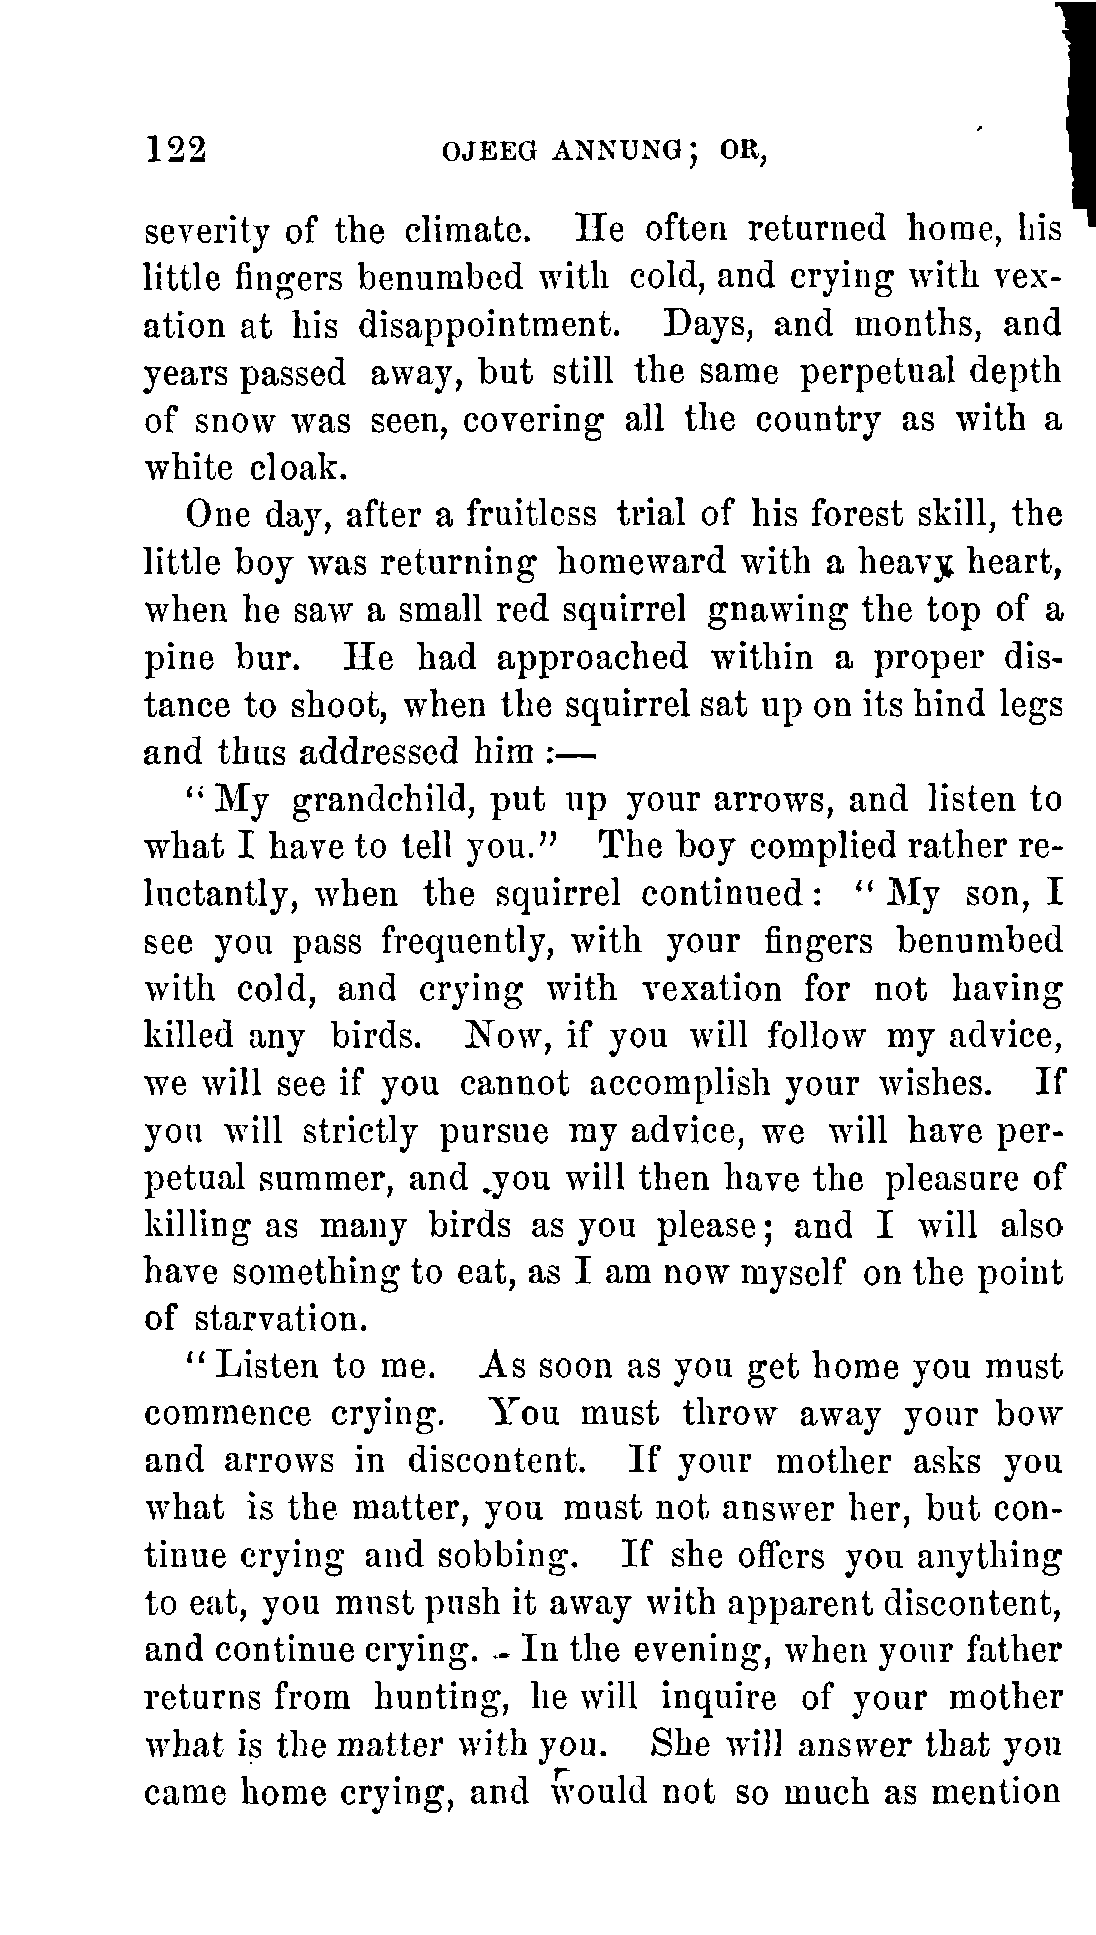 122 OJEEG ANNUNG; OR,
severity of the climate. He often returned home, his
little fingers benumbed with cold, and crying with vex-
ation at his disappointment. Days, and months, and
years passed away, but still the same perpetual depth
of snow was seen, covering all the country as with a
white cloak.
One day, after a fruitless trial of his forest skill, the
little boy was returning homeward with a heavy heart,
when he saw a small red squirrel gnawing the top of a
pine bur. He had approached within a proper dis-
tance to shoot, when the squirrel sat up on its hind legs
and thus addressed him :—
"My grandchild, put up your arrows, and listen to
what I have to tell you." The boy complied rather re-
luctantly, when the squirrel continued: "My son, I
see you pass frequently, with your fingers benumbed
with cold, and crying with vexation for not having
killed any birds. Now, if you will follow my advice,
we will see if you cannot accomplish your wishes. If
you will strictly pursue my advice, we will have per-
petual summer, and you will then have the pleasure of
killing as many birds as you please; and I will also
have something to eat, as I am now myself on the point
of starvation.
"Listen to me. As soon as you get home you must
commence crying. You must throw away your bow
and arrows in discontent. If your mother asks you
what is the matter, you must not answer her, but con-
tinue crying and sobbing. If she offers you anything
to eat, you must push it away with apparent discontent,
and continue crying. In the evening, when your father
returns from hunting, he will inquire of your mother
what is the matter with you. She will answer that you
came home crying, and would not so much as mention